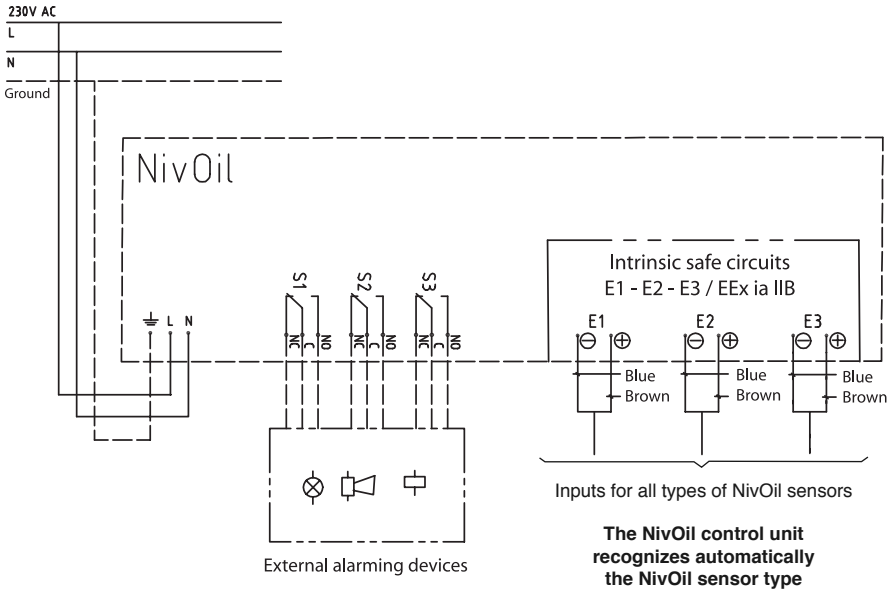 230V AC
L
N
Ground
NivOil
S1 S2 S3
Intrinsic safe circuits
E1 - E2 - E3 / EEx ia IIB
L N
NC C NO NC C NO NC C NO
E1 E2 E3
Blue Blue Blue
Brown Brown Brown
Inputs for all types of NivOil sensors
The NivOil control unit
recognizes automatically
the NivOil sensor type
External alarming devices